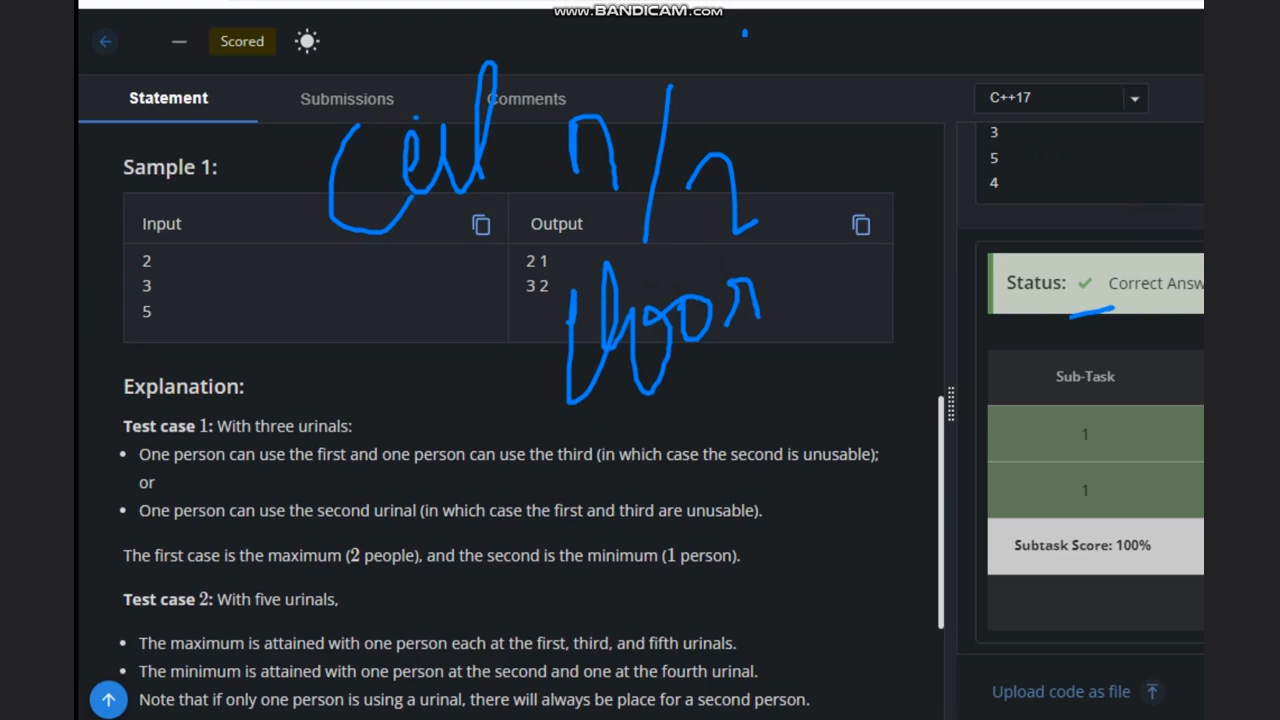 www.BANDICAM.com
Scored
Statement
Submissions
Comments
C++17
3
5
4
Ceil n/2
Sample 1:
Input
Output
2
3
5
2 1
3 2
floor
Status:
Correct Answ
Sub-Task
1
1
Subtask Score: 100%
Explanation:
Test case 1: With three urinals:
• One person can use the first and one person can use the third (in which case the second is unusable);
or
• One person can use the second urinal (in which case the first and third are unusable).
The first case is the maximum (2 people), and the second is the minimum (1 person).
Test case 2: With five urinals,
• The maximum is attained with one person each at the first, third, and fifth urinals.
• The minimum is attained with one person at the second and one at the fourth urinal.
• Note that if only one person is using a urinal, there will always be place for a second person.
Upload code as file